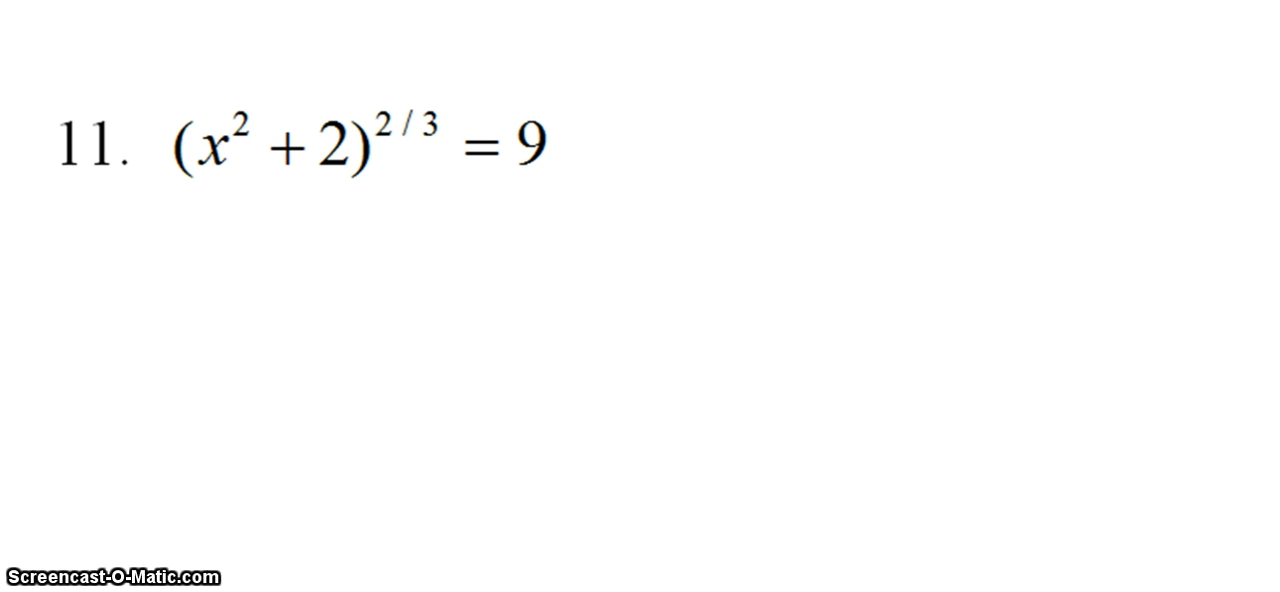 11. (x² + 2)^{2/3} = 9
Screencast-O-Matic.com